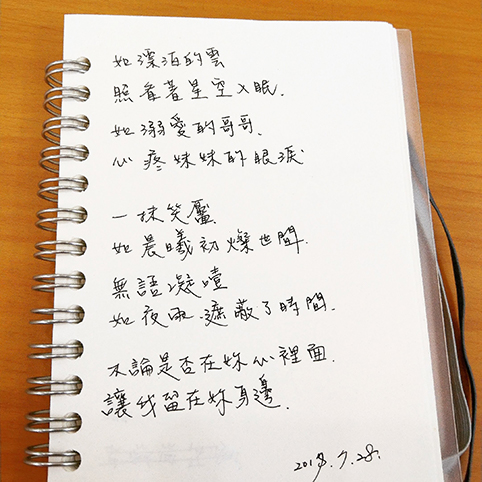 如漂泊的雲
照看著星空入眠.
如溺愛的哥哥.
心疼妹妹的眼淚
一抹笑靨
如晨曦初燦世間.
無語凝噎
如夜雨.遮蔽了時間.
不論是否在妳心裡面.
讓我留在妳身邊.
2018.7.28.